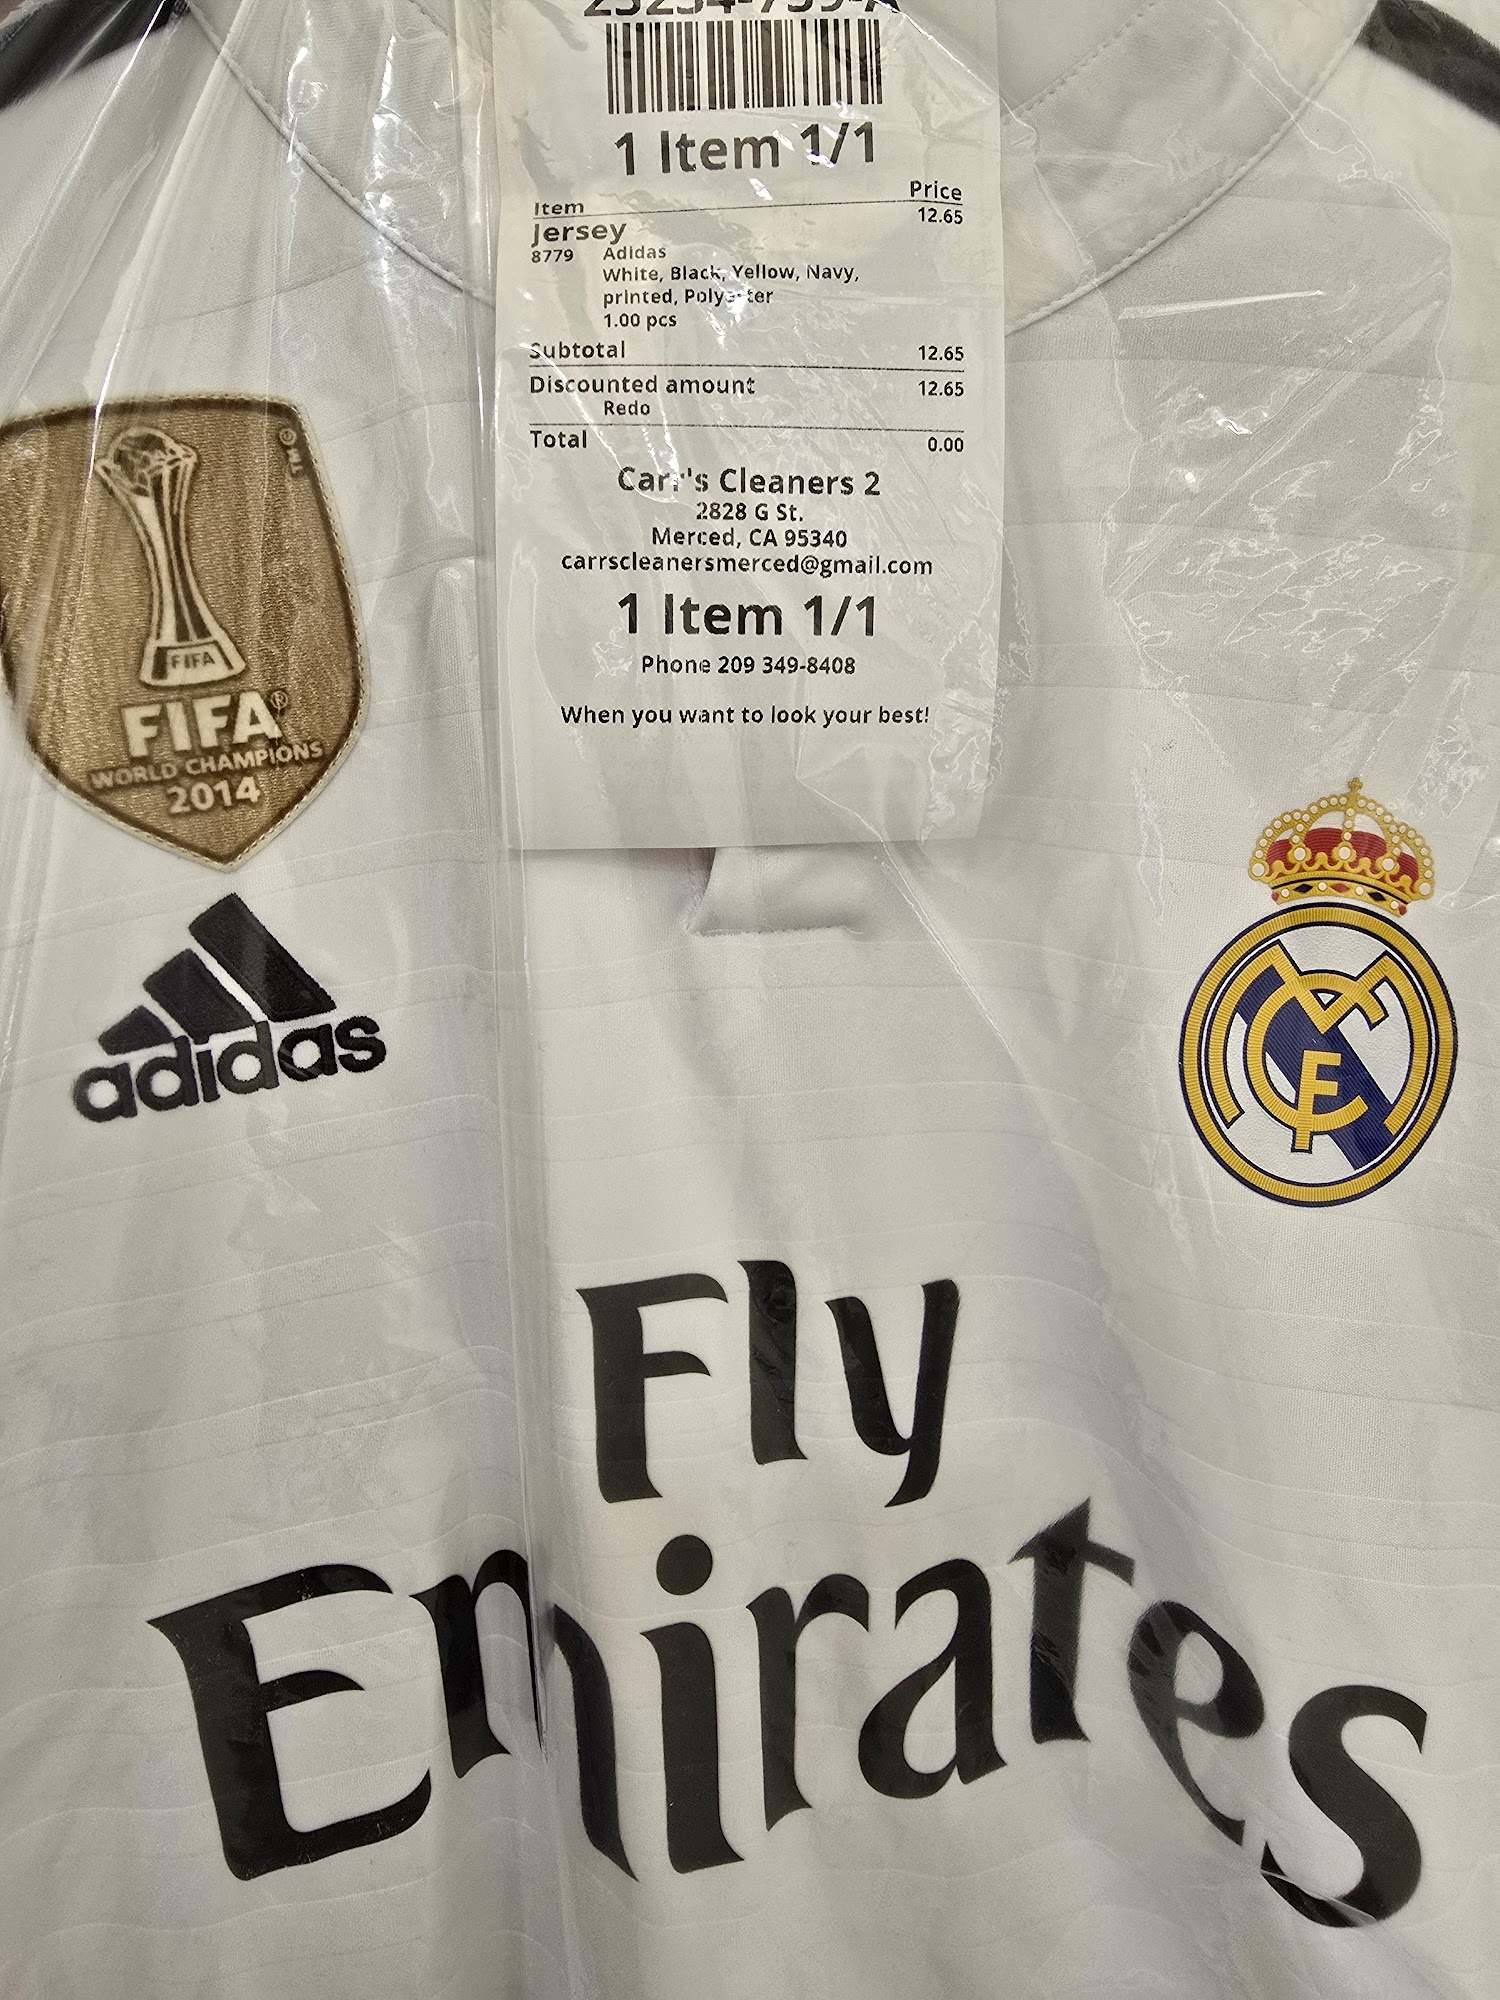 1 Item 1/1
Item Price
Jersey 12.65
8779 Adidas
White, Black, Yellow, Navy,
printed, Polyester
1.00 pcs
Subtotal 12.65
Discounted amount 12.65
Redo
Total 0.00
Carr's Cleaners 2
2828 G St.
Merced, CA 95340
carrscleanersmerced@gmail.com
1 Item 1/1
Phone 209 349-8408
When you want to look your best!
©™
FIFA
FIFA®
WORLD CHAMPIONS
2014
adidas
Fly
Emirates